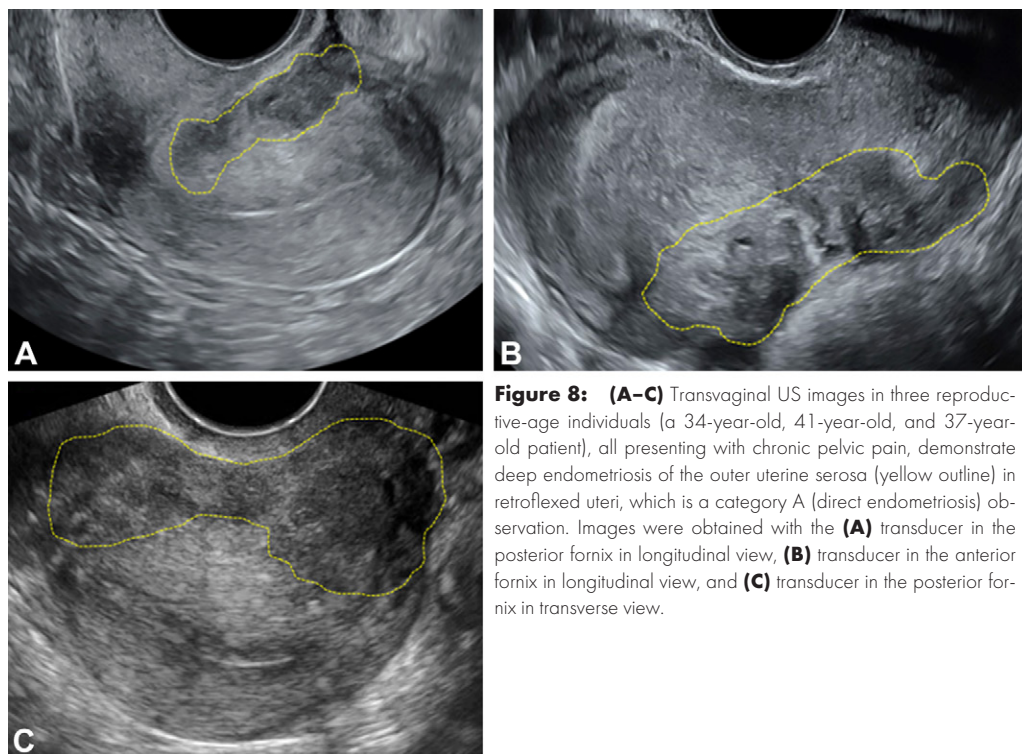 A
B
C
Figure 8: (A–C) Transvaginal US images in three reproduc-
tive-age individuals (a 34-year-old, 41-year-old, and 37-year-
old patient), all presenting with chronic pelvic pain, demonstrate
deep endometriosis of the outer uterine serosa (yellow outline) in
retroflexed uteri, which is a category A (direct endometriosis) ob-
servation. Images were obtained with the (A) transducer in the
posterior fornix in longitudinal view, (B) transducer in the anterior
fornix in longitudinal view, and (C) transducer in the posterior for-
nix in transverse view.